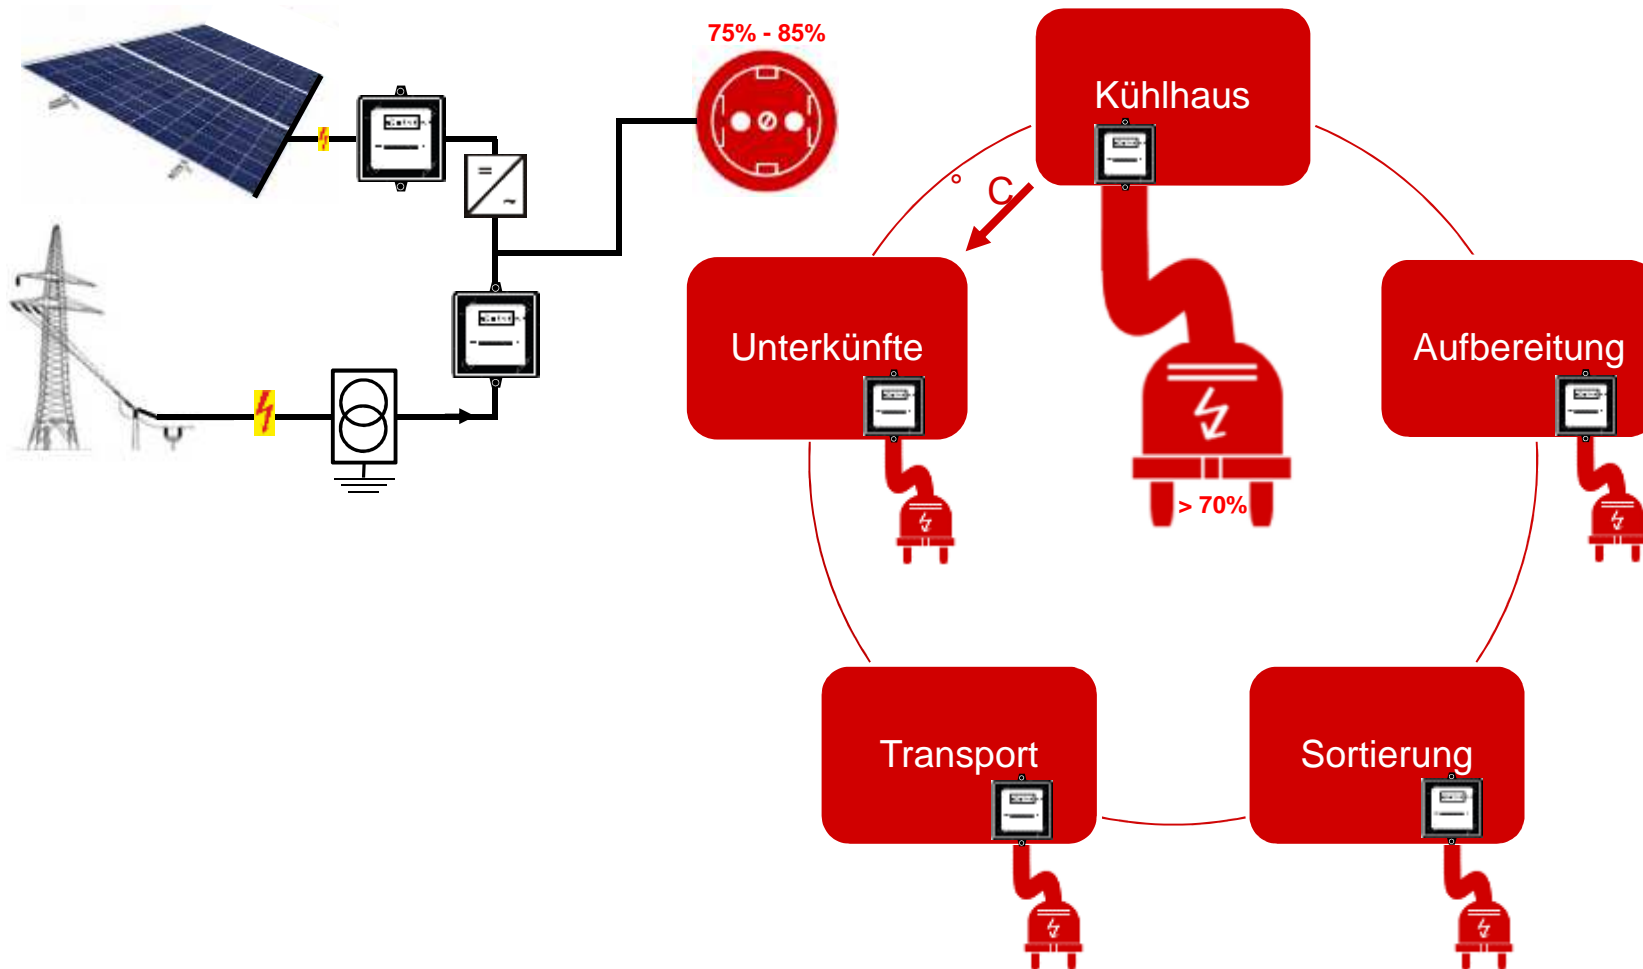 75% - 85%
Kühlhaus
° C
Unterkünfte
Aufbereitung
> 70%
Transport
Sortierung